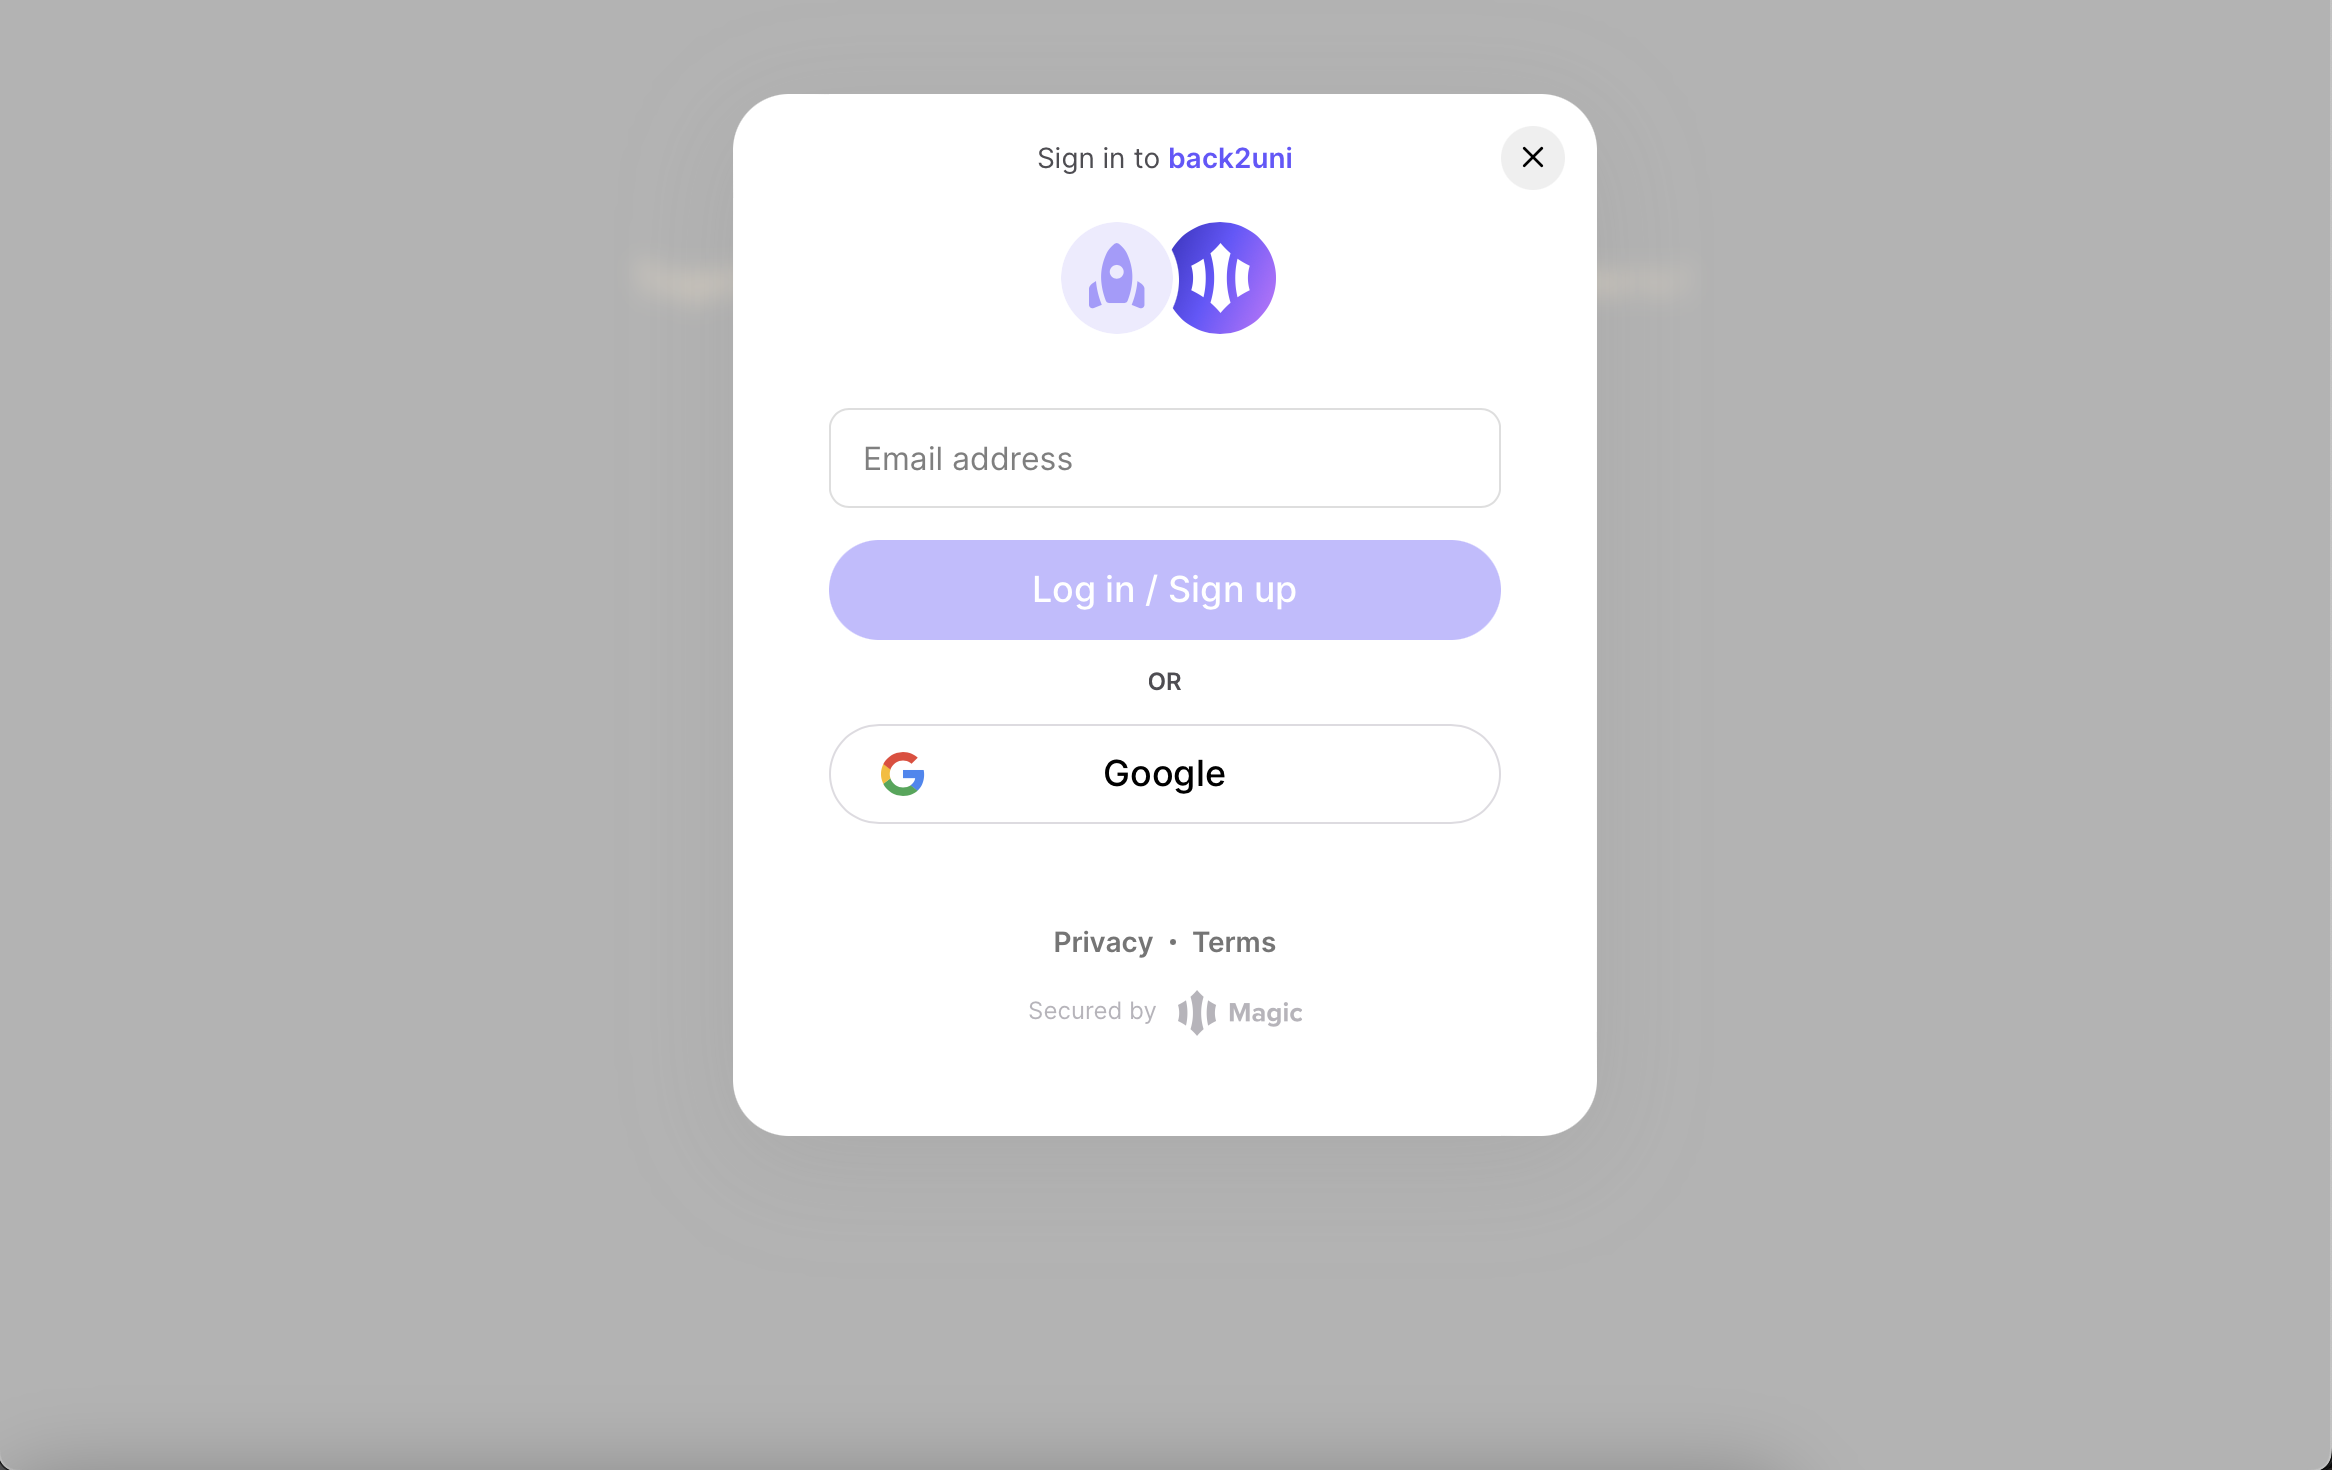 Sign in to back2uni
Email address
Log in / Sign up
OR
Google
Privacy • Terms
Secured by Magic